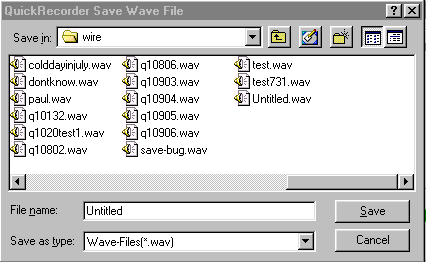 QuickRecorder Save Wave File
Save in: wire
colddayinjuly.wav q10806.wav test.wav
dontknow.wav q10903.wav test731.wav
paul.wav q10904.wav Untitled.wav
q10132.wav q10905.wav
q1020test1.wav q10906.wav
q10802.wav save-bug.wav
File name: Untitled Save
Save as type: Wave-Files(*.wav) Cancel